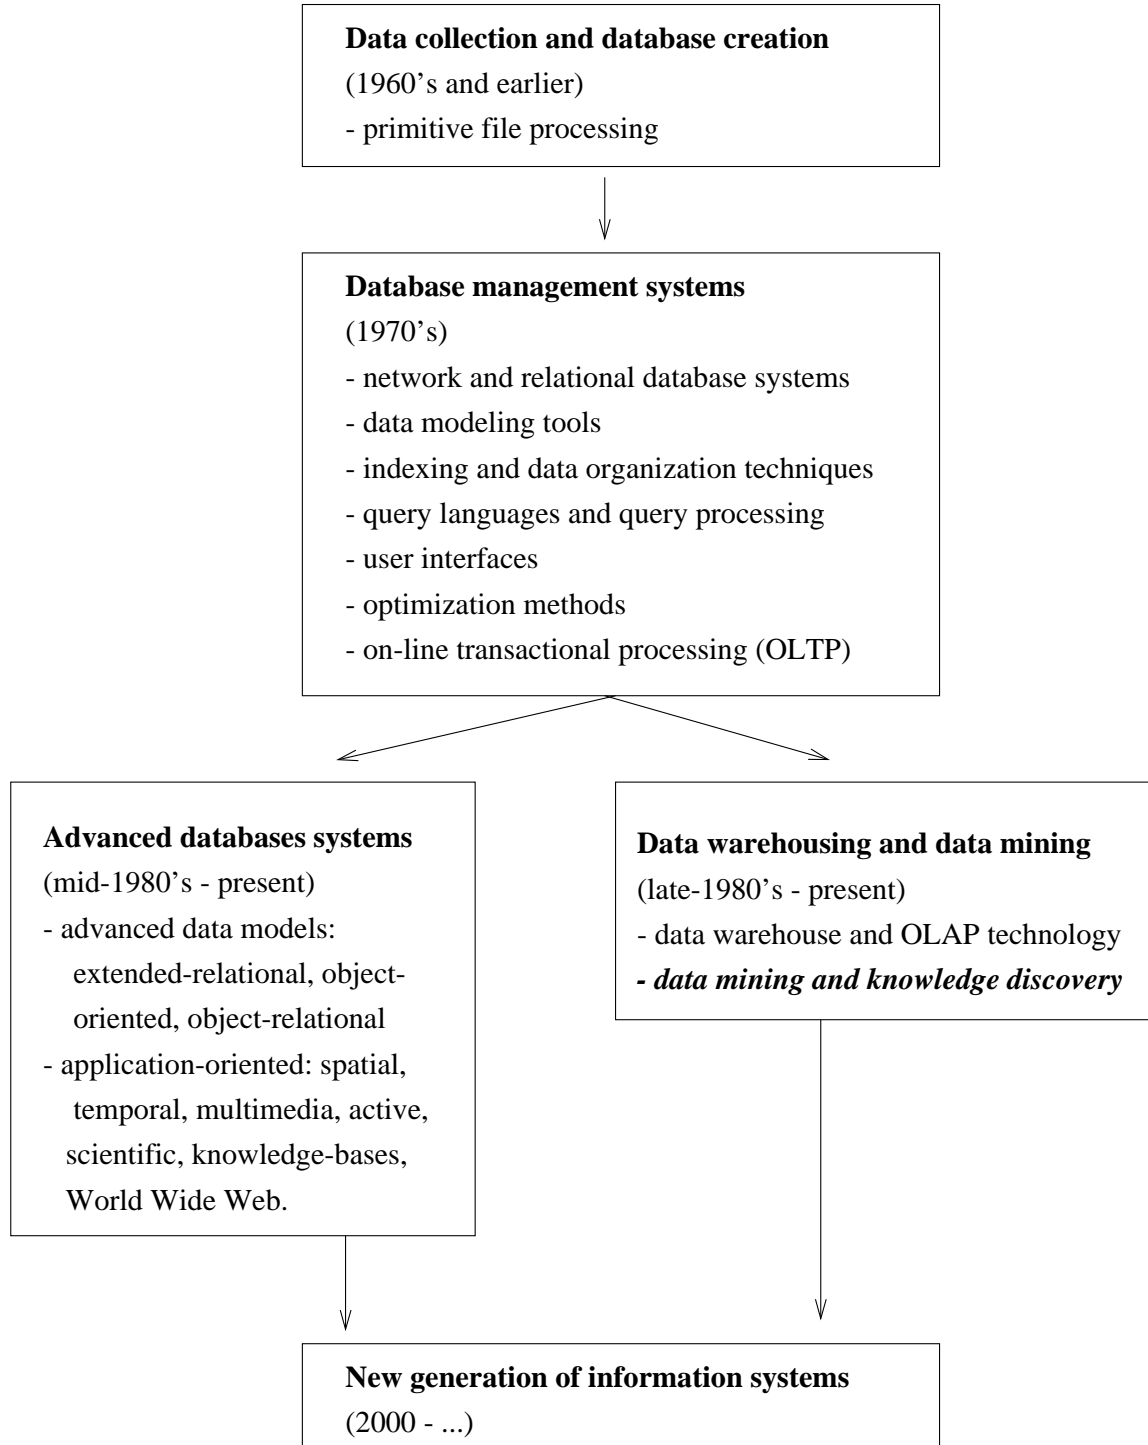 Data collection and database creation
(1960's and earlier)
- primitive file processing
Database management systems
(1970's)
- network and relational database systems
- data modeling tools
- indexing and data organization techniques
- query languages and query processing
- user interfaces
- optimization methods
- on-line transactional processing (OLTP)
Advanced databases systems
(mid-1980's - present)
- advanced data models:
extended-relational, object-
oriented, object-relational
- application-oriented: spatial,
temporal, multimedia, active,
scientific, knowledge-bases,
World Wide Web.
Data warehousing and data mining
(late-1980's - present)
- data warehouse and OLAP technology
- data mining and knowledge discovery
New generation of information systems
(2000 - ...)